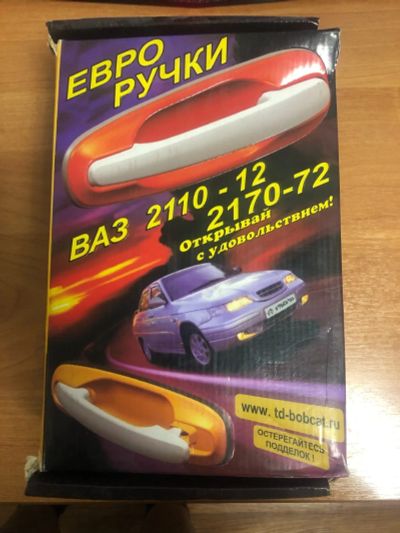 ЕВРО
РУЧКИ
ВАЗ 2110 - 12
2170-72
Открывай
с удовольствием!
www. td-bobcat.ru
ОСТЕРЕГАЙТЕСЬ
ПОДДЕЛОК !